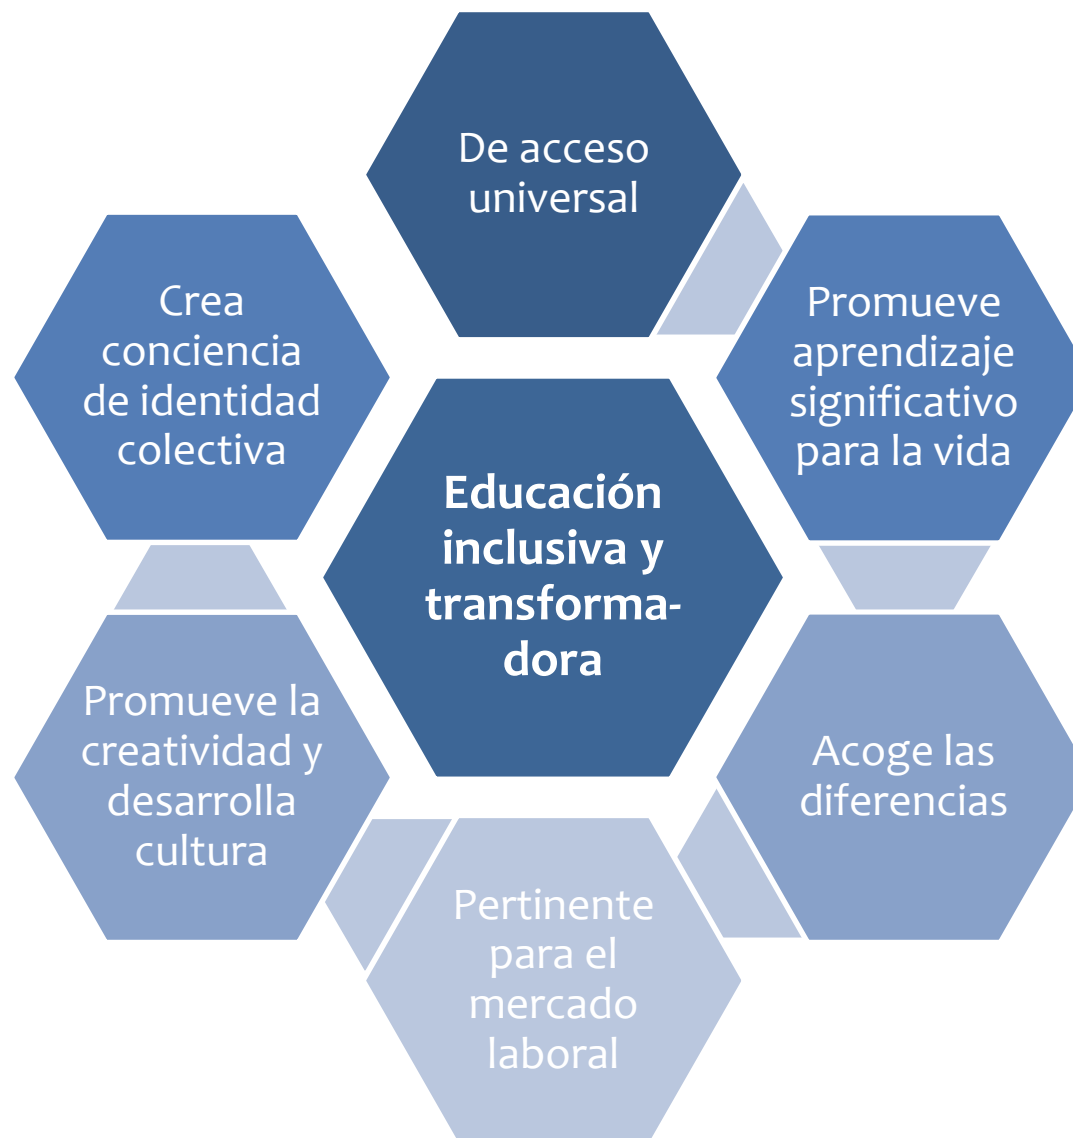 De acceso
universal
Promueve
aprendizaje
significativo
para la vida
Acoge las
diferencias
Pertinente
para el
mercado
laboral
Promueve la
creatividad y
desarrolla
cultura
Crea
conciencia
de identidad
colectiva
Educación
inclusiva y
transforma-
dora